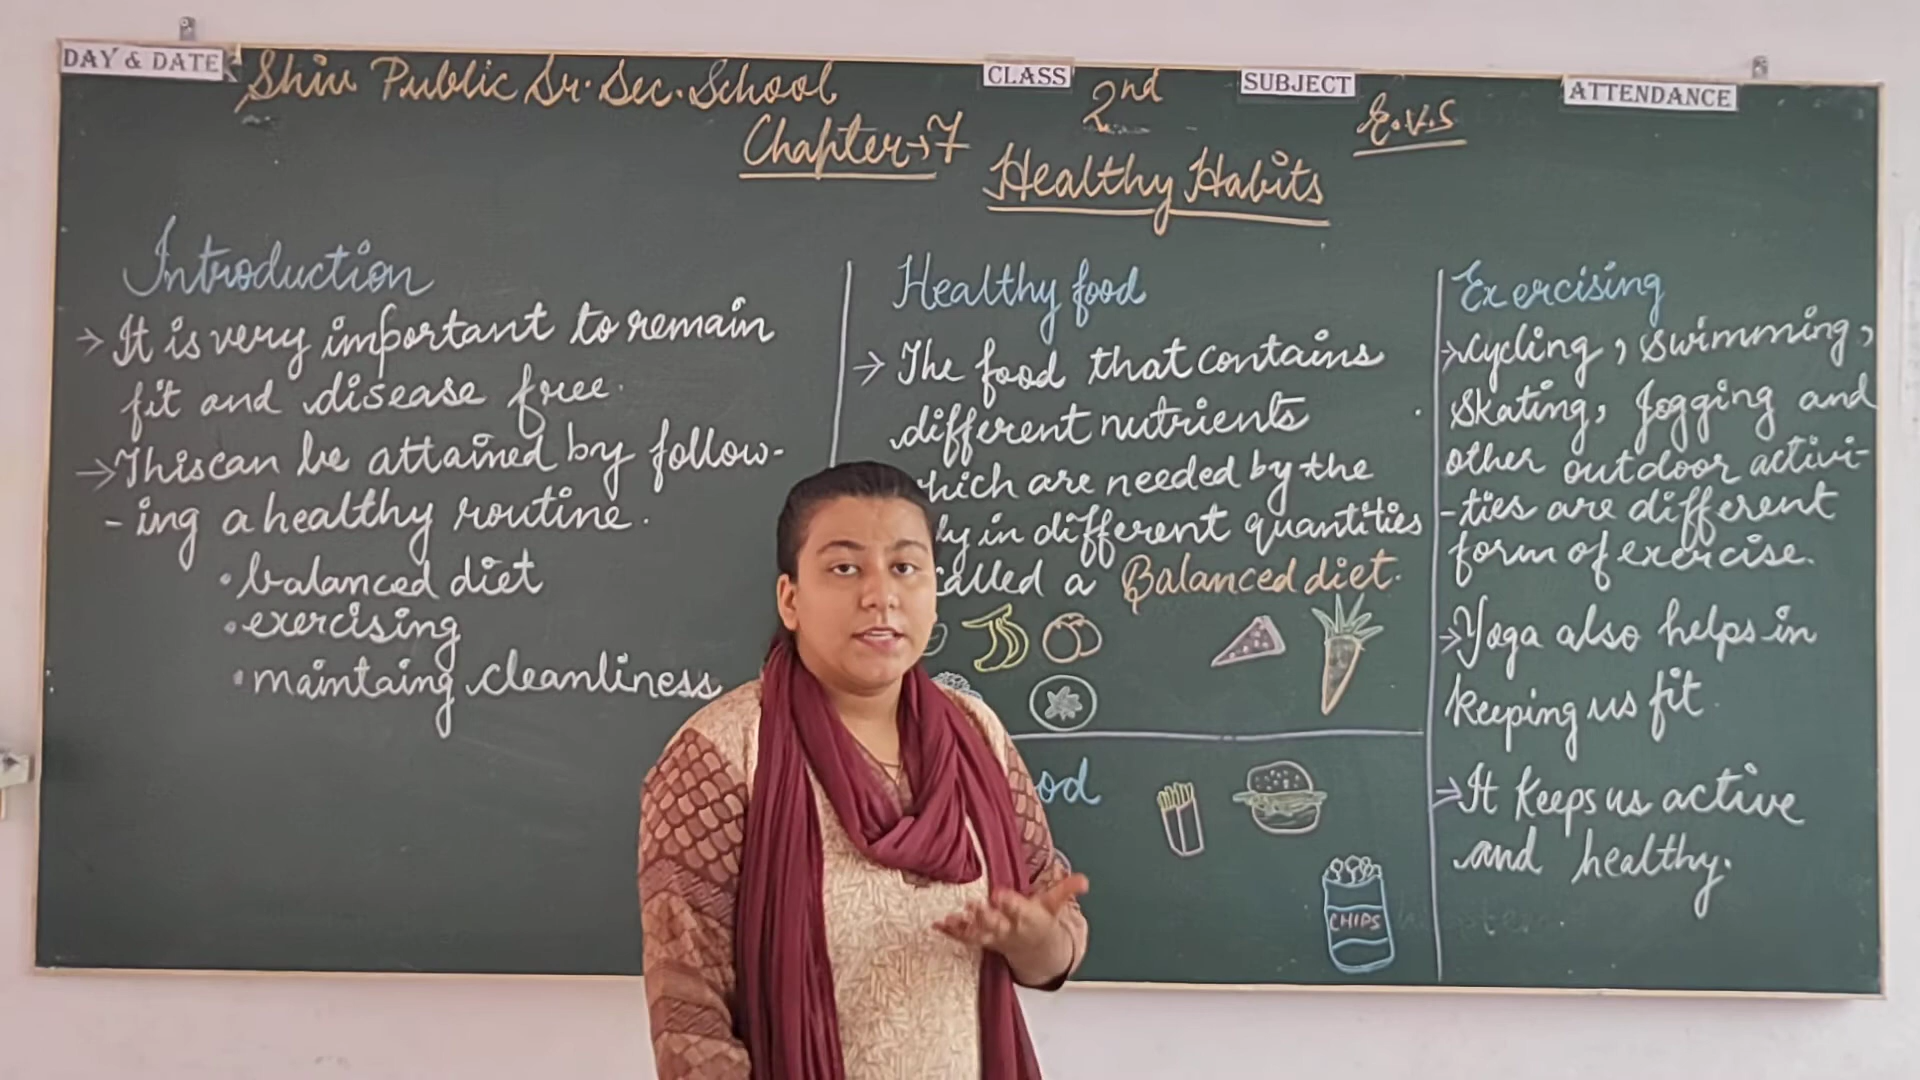 DAY & DATE
Shiv Public Sr. Sec. School
CLASS
2nd
SUBJECT
E.V.S
ATTENDANCE
Chapter→7
Healthy Habits
Introduction
→ It is very important to remain
fit and disease free.
→ This can be attained by follow-
- ing a healthy routine.
• balanced diet
• exercising
• maintaing cleanliness
Healthy food
→ The food that contains
different nutrients
which are needed by the
in different quantities
called a Balanced diet.
CHIPS
Exercising
→ Cycling, swimming,
Skating, Jogging and
other outdoor activi-
-ties are different
form of exercise.
→ Yoga also helps in
keeping us fit.
→ It keeps us active
and healthy.